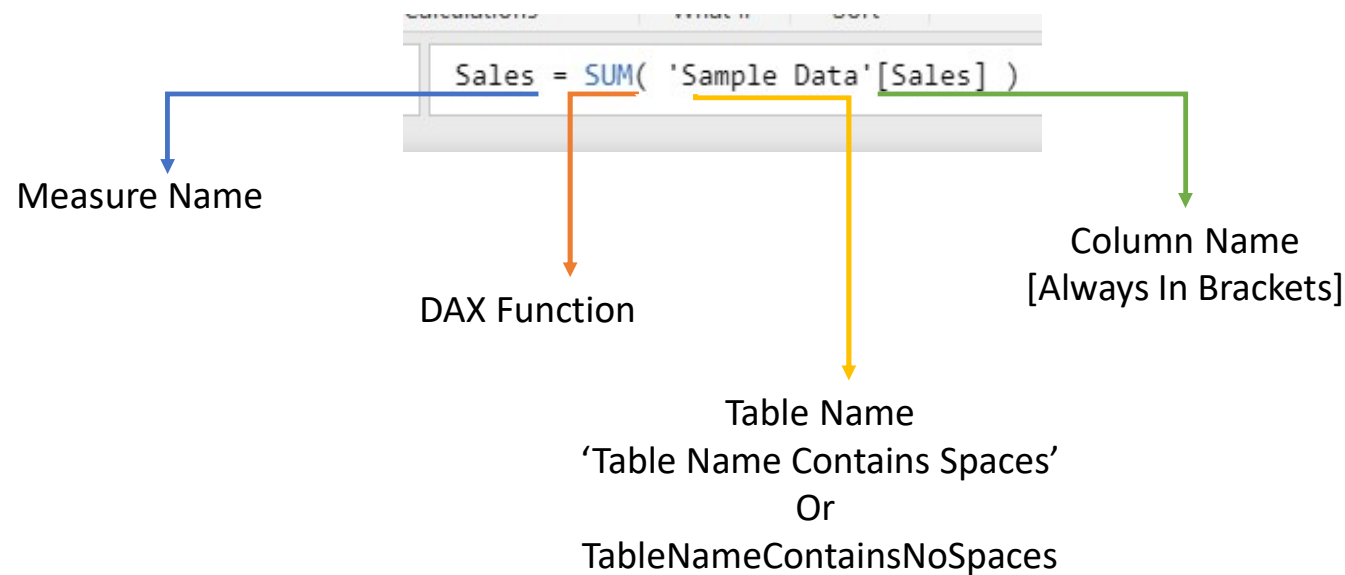 Sales = SUM( 'Sample Data'[Sales] )
Measure Name
DAX Function
Column Name
[Always In Brackets]
Table Name
‘Table Name Contains Spaces’
Or
TableNameContainsNoSpaces